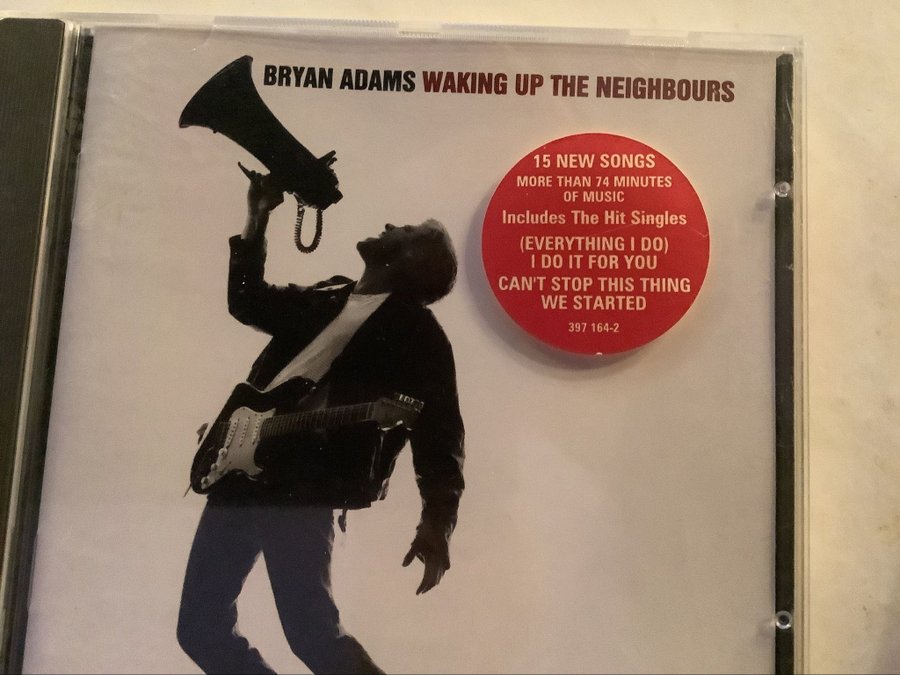 BRYAN ADAMS WAKING UP THE NEIGHBOURS
15 NEW SONGS
MORE THAN 74 MINUTES
OF MUSIC
Includes The Hit Singles
(EVERYTHING I DO)
I DO IT FOR YOU
CAN'T STOP THIS THING
WE STARTED
397 164-2